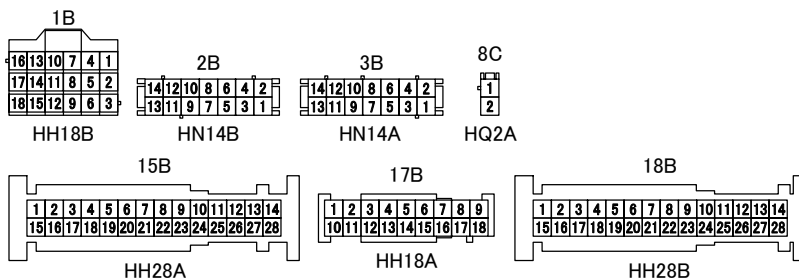 1B
16 13 10 7 4 1
17 14 11 8 5 2
18 15 12 9 6 3
HH18B
2B
14 12 10 8 6 4 2
13 11 9 7 5 3 1
HN14B
3B
14 12 10 8 6 4 2
13 11 9 7 5 3 1
HN14A
8C
1
2
HQ2A
15B
1 2 3 4 5 6 7 8 9 10 11 12 13 14
15 16 17 18 19 20 21 22 23 24 25 26 27 28
HH28A
17B
1 2 3 4 5 6 7 8 9
10 11 12 13 14 15 16 17 18
HH18A
18B
1 2 3 4 5 6 7 8 9 10 11 12 13 14
15 16 17 18 19 20 21 22 23 24 25 26 27 28
HH28B